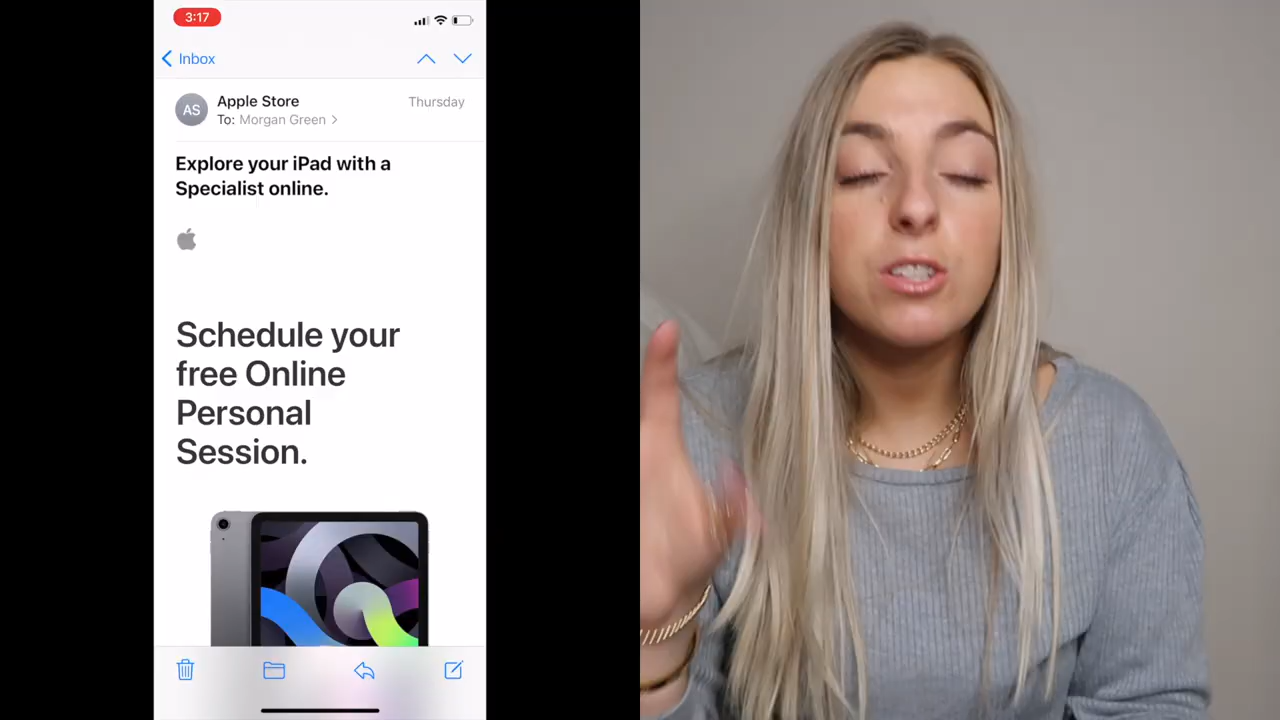 3:17
Inbox
AS
Apple Store
Thursday
To: Morgan Green
Explore your iPad with a
Specialist online.
Schedule your
free Online
Personal
Session.